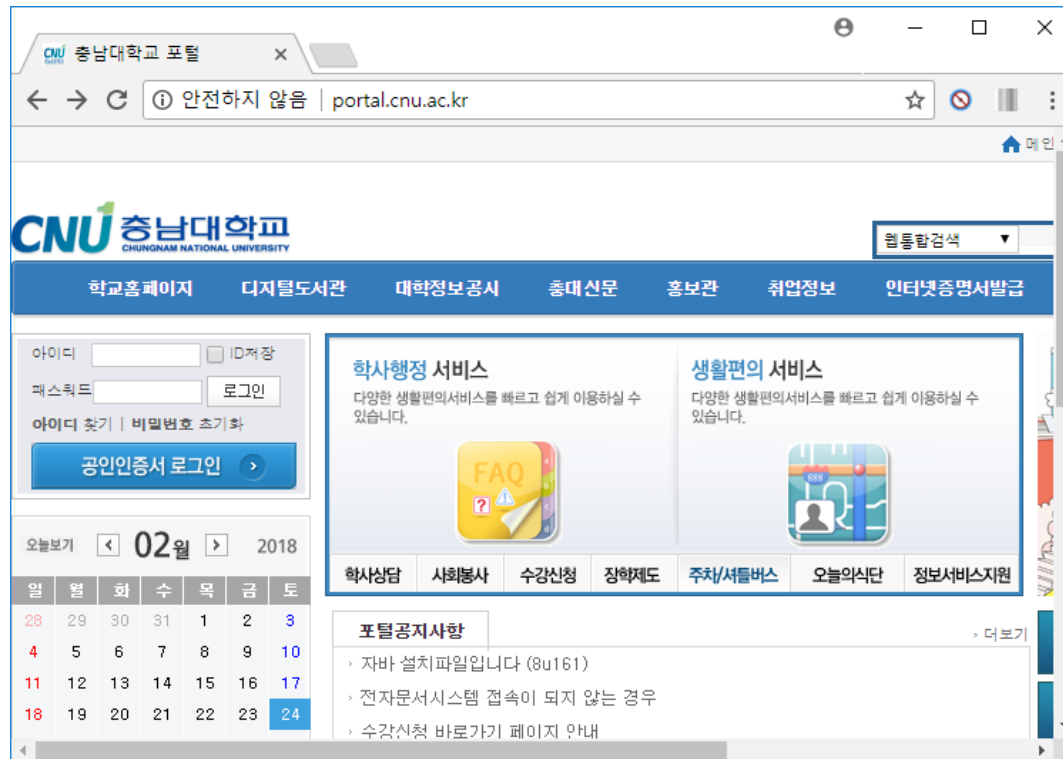 CNU 충남대학교 포털
안전하지 않음 | portal.cnu.ac.kr
메인
CNU 충남대학교
CHUNGNAM NATIONAL UNIVERSITY
웹통합검색
학교홈페이지 디지털도서관 대학정보공시 충대신문 홍보관 취업정보 인터넷증명서발급
아이디 ID저장
패스워드 로그인
아이디 찾기 | 비밀번호 초기화
공인인증서 로그인
오늘보기 02월 2018
일 월 화 수 목 금 토
28 29 30 31 1 2 3
4 5 6 7 8 9 10
11 12 13 14 15 16 17
18 19 20 21 22 23 24
학사행정 서비스
다양한 생활편의서비스를 빠르고 쉽게 이용하실 수
있습니다.
FAQ
?
!
생활편의 서비스
다양한 생활편의서비스를 빠르고 쉽게 이용하실 수
있습니다.
888
학사상담 사회봉사 수강신청 장학제도 주차/셔틀버스 오늘의식단 정보서비스지원
포털공지사항 더보기
자바 설치파일입니다 (8u161)
전자문서시스템 접속이 되지 않는 경우
수강신청 바로가기 페이지 안내